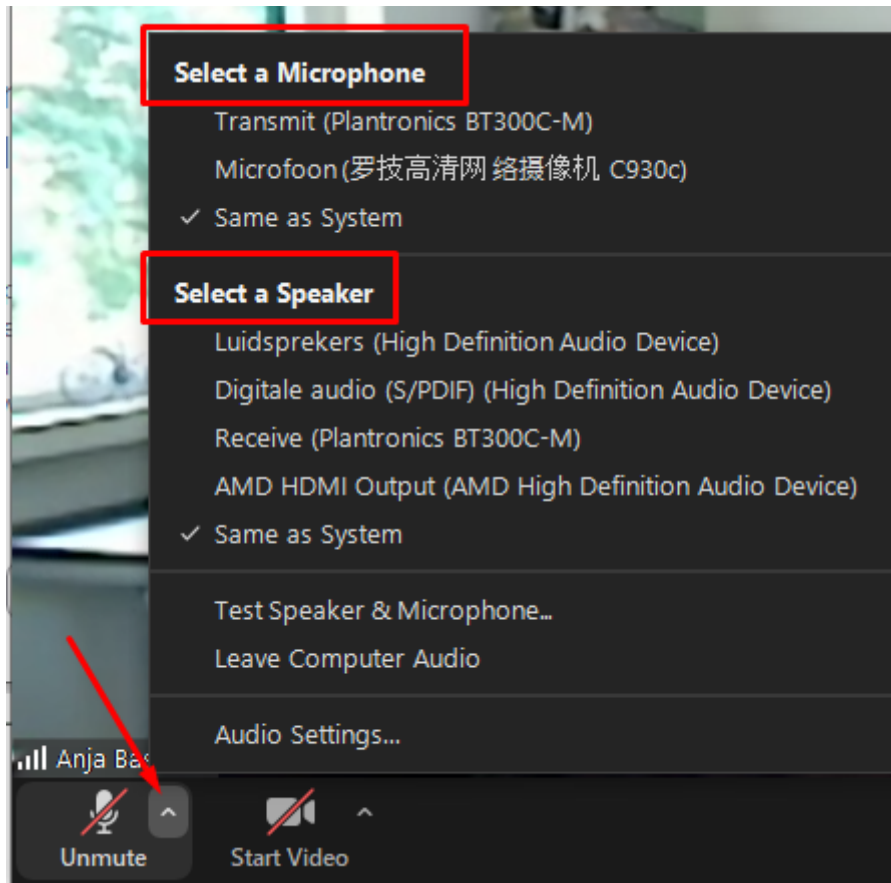 Select a Microphone
Transmit (Plantronics BT300C-M)
Microfoon (罗技高清网络摄像机 C930c)
Same as System
Select a Speaker
Luidsprekers (High Definition Audio Device)
Digitale audio (S/PDIF) (High Definition Audio Device)
Receive (Plantronics BT300C-M)
AMD HDMI Output (AMD High Definition Audio Device)
Same as System
Test Speaker & Microphone...
Leave Computer Audio
Audio Settings...
Anja
Unmute
Start Video